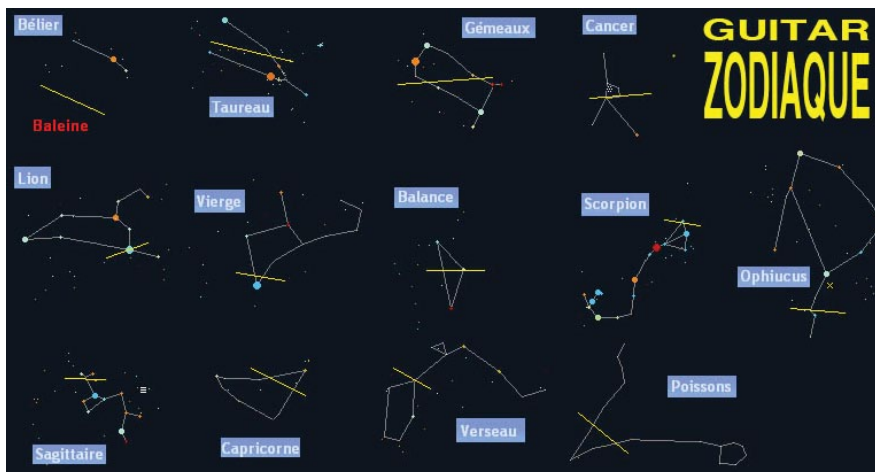 Bélier
Gémeaux
Cancer
GUITAR
ZODIAQUE
Taureau
Baleine
Lion
Vierge
Balance
Scorpion
Ophiucus
Sagittaire
Capricorne
Verseau
Poissons